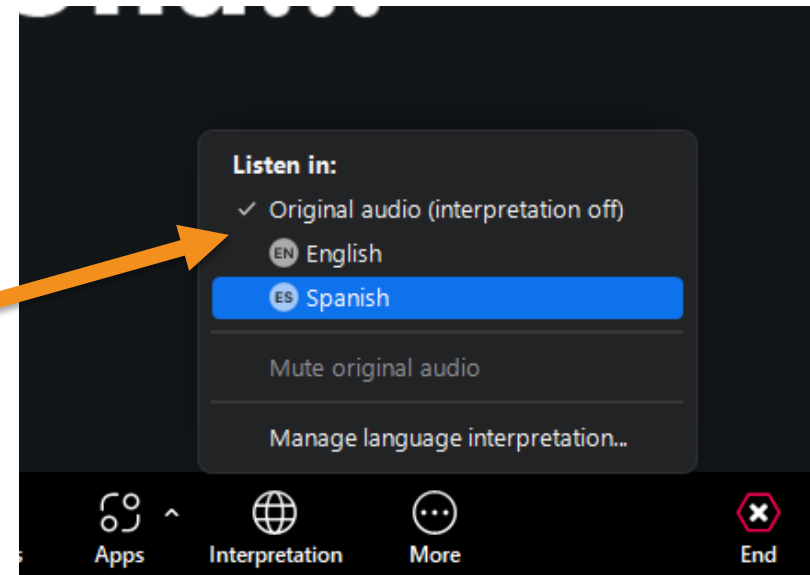 Listen in:
Original audio (interpretation off)
EN English
ES Spanish
Mute original audio
Manage language interpretation...
Apps Interpretation More End